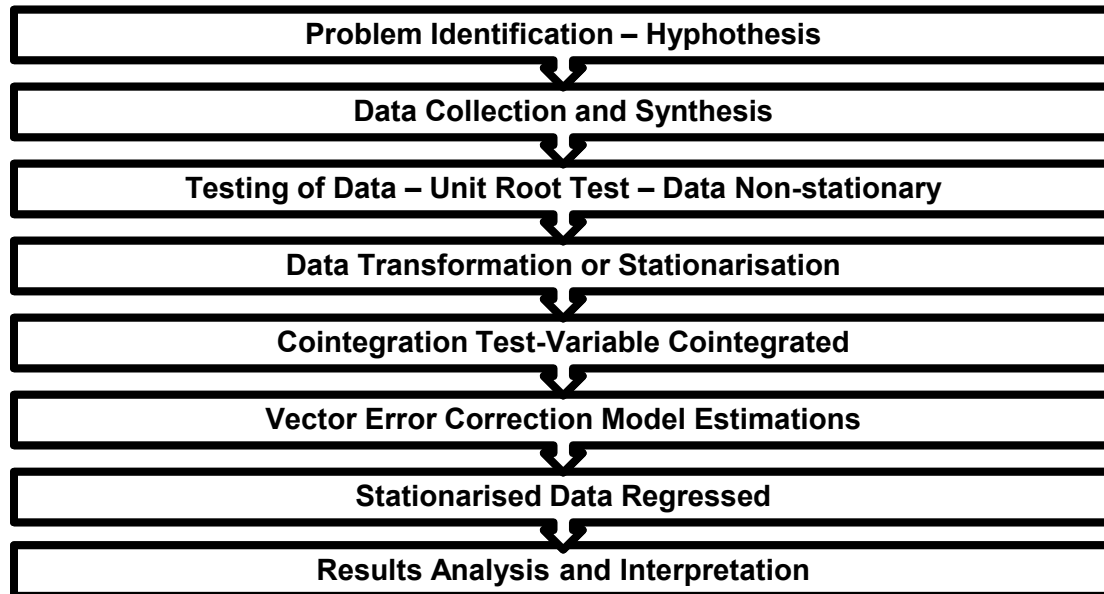 Problem Identification – Hyphothesis
Data Collection and Synthesis
Testing of Data – Unit Root Test – Data Non-stationary
Data Transformation or Stationarisation
Cointegration Test-Variable Cointegrated
Vector Error Correction Model Estimations
Stationarised Data Regressed
Results Analysis and Interpretation